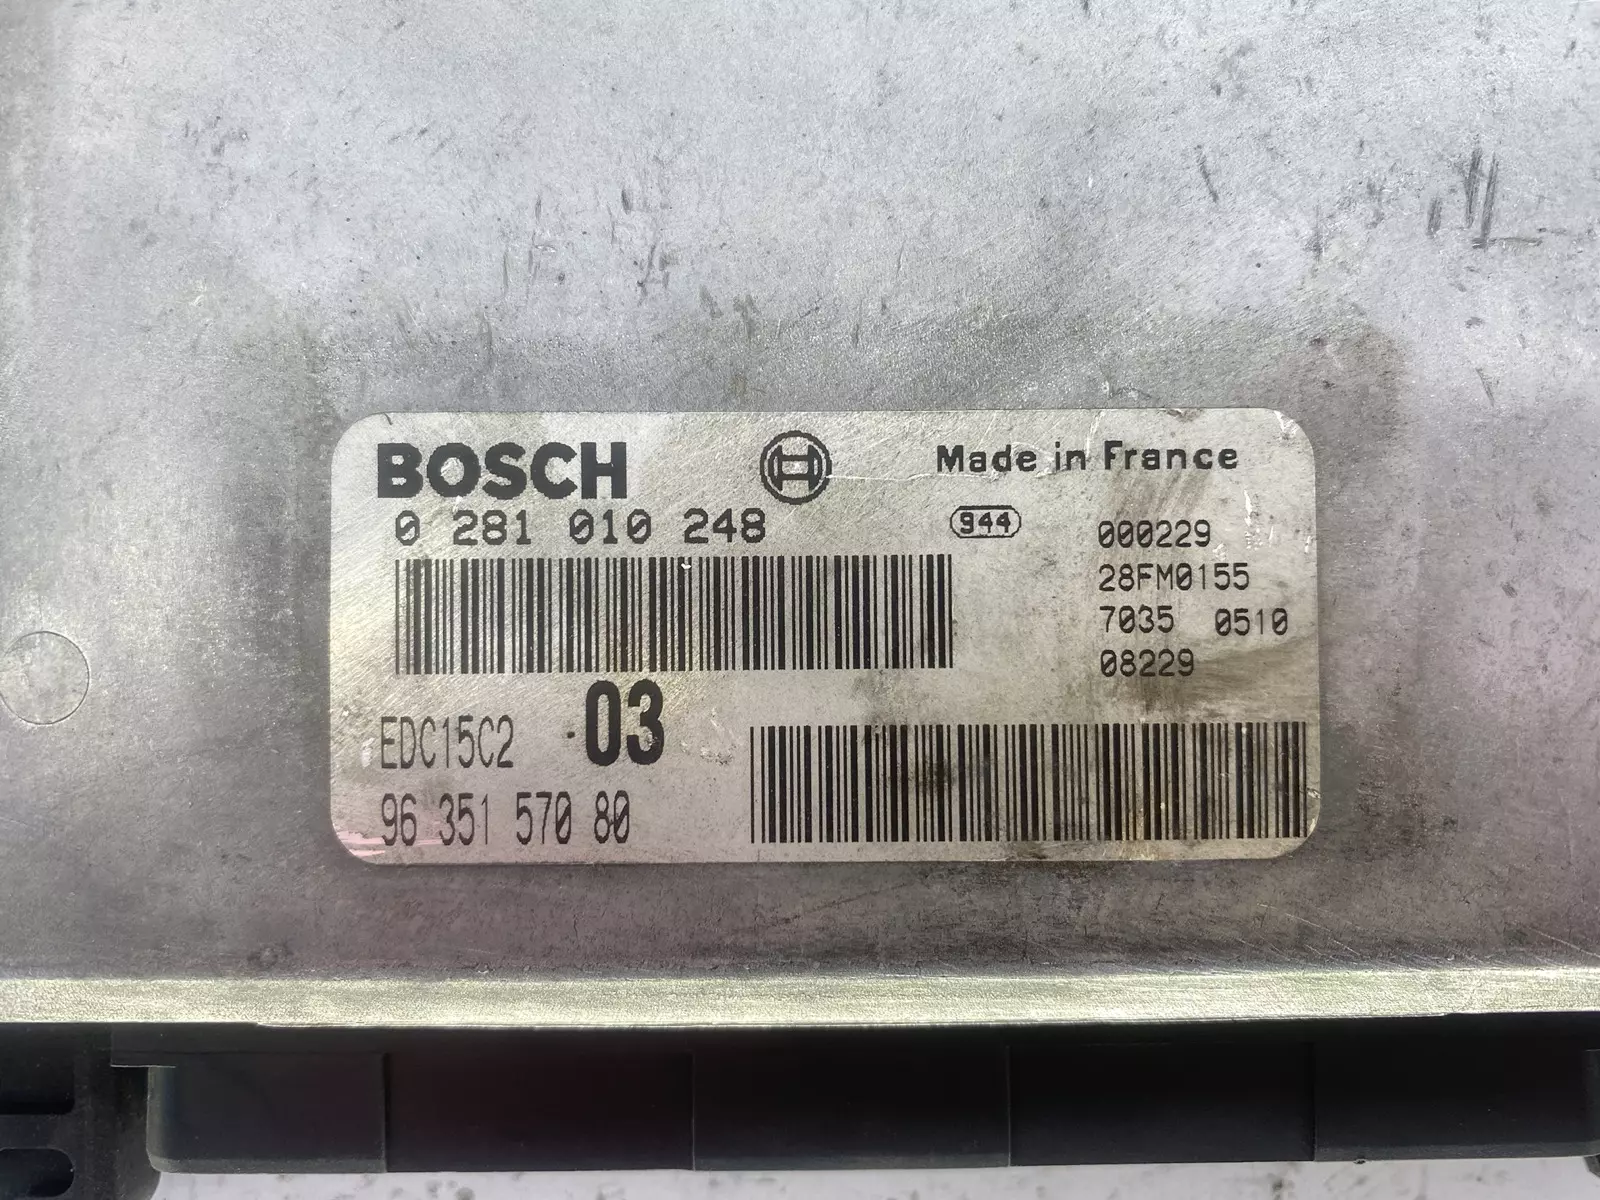 BOSCH
Made in France
0 281 010 248
944
000229
28FM0155
7035 0510
08229
EDC15C2 03
96 351 570 80